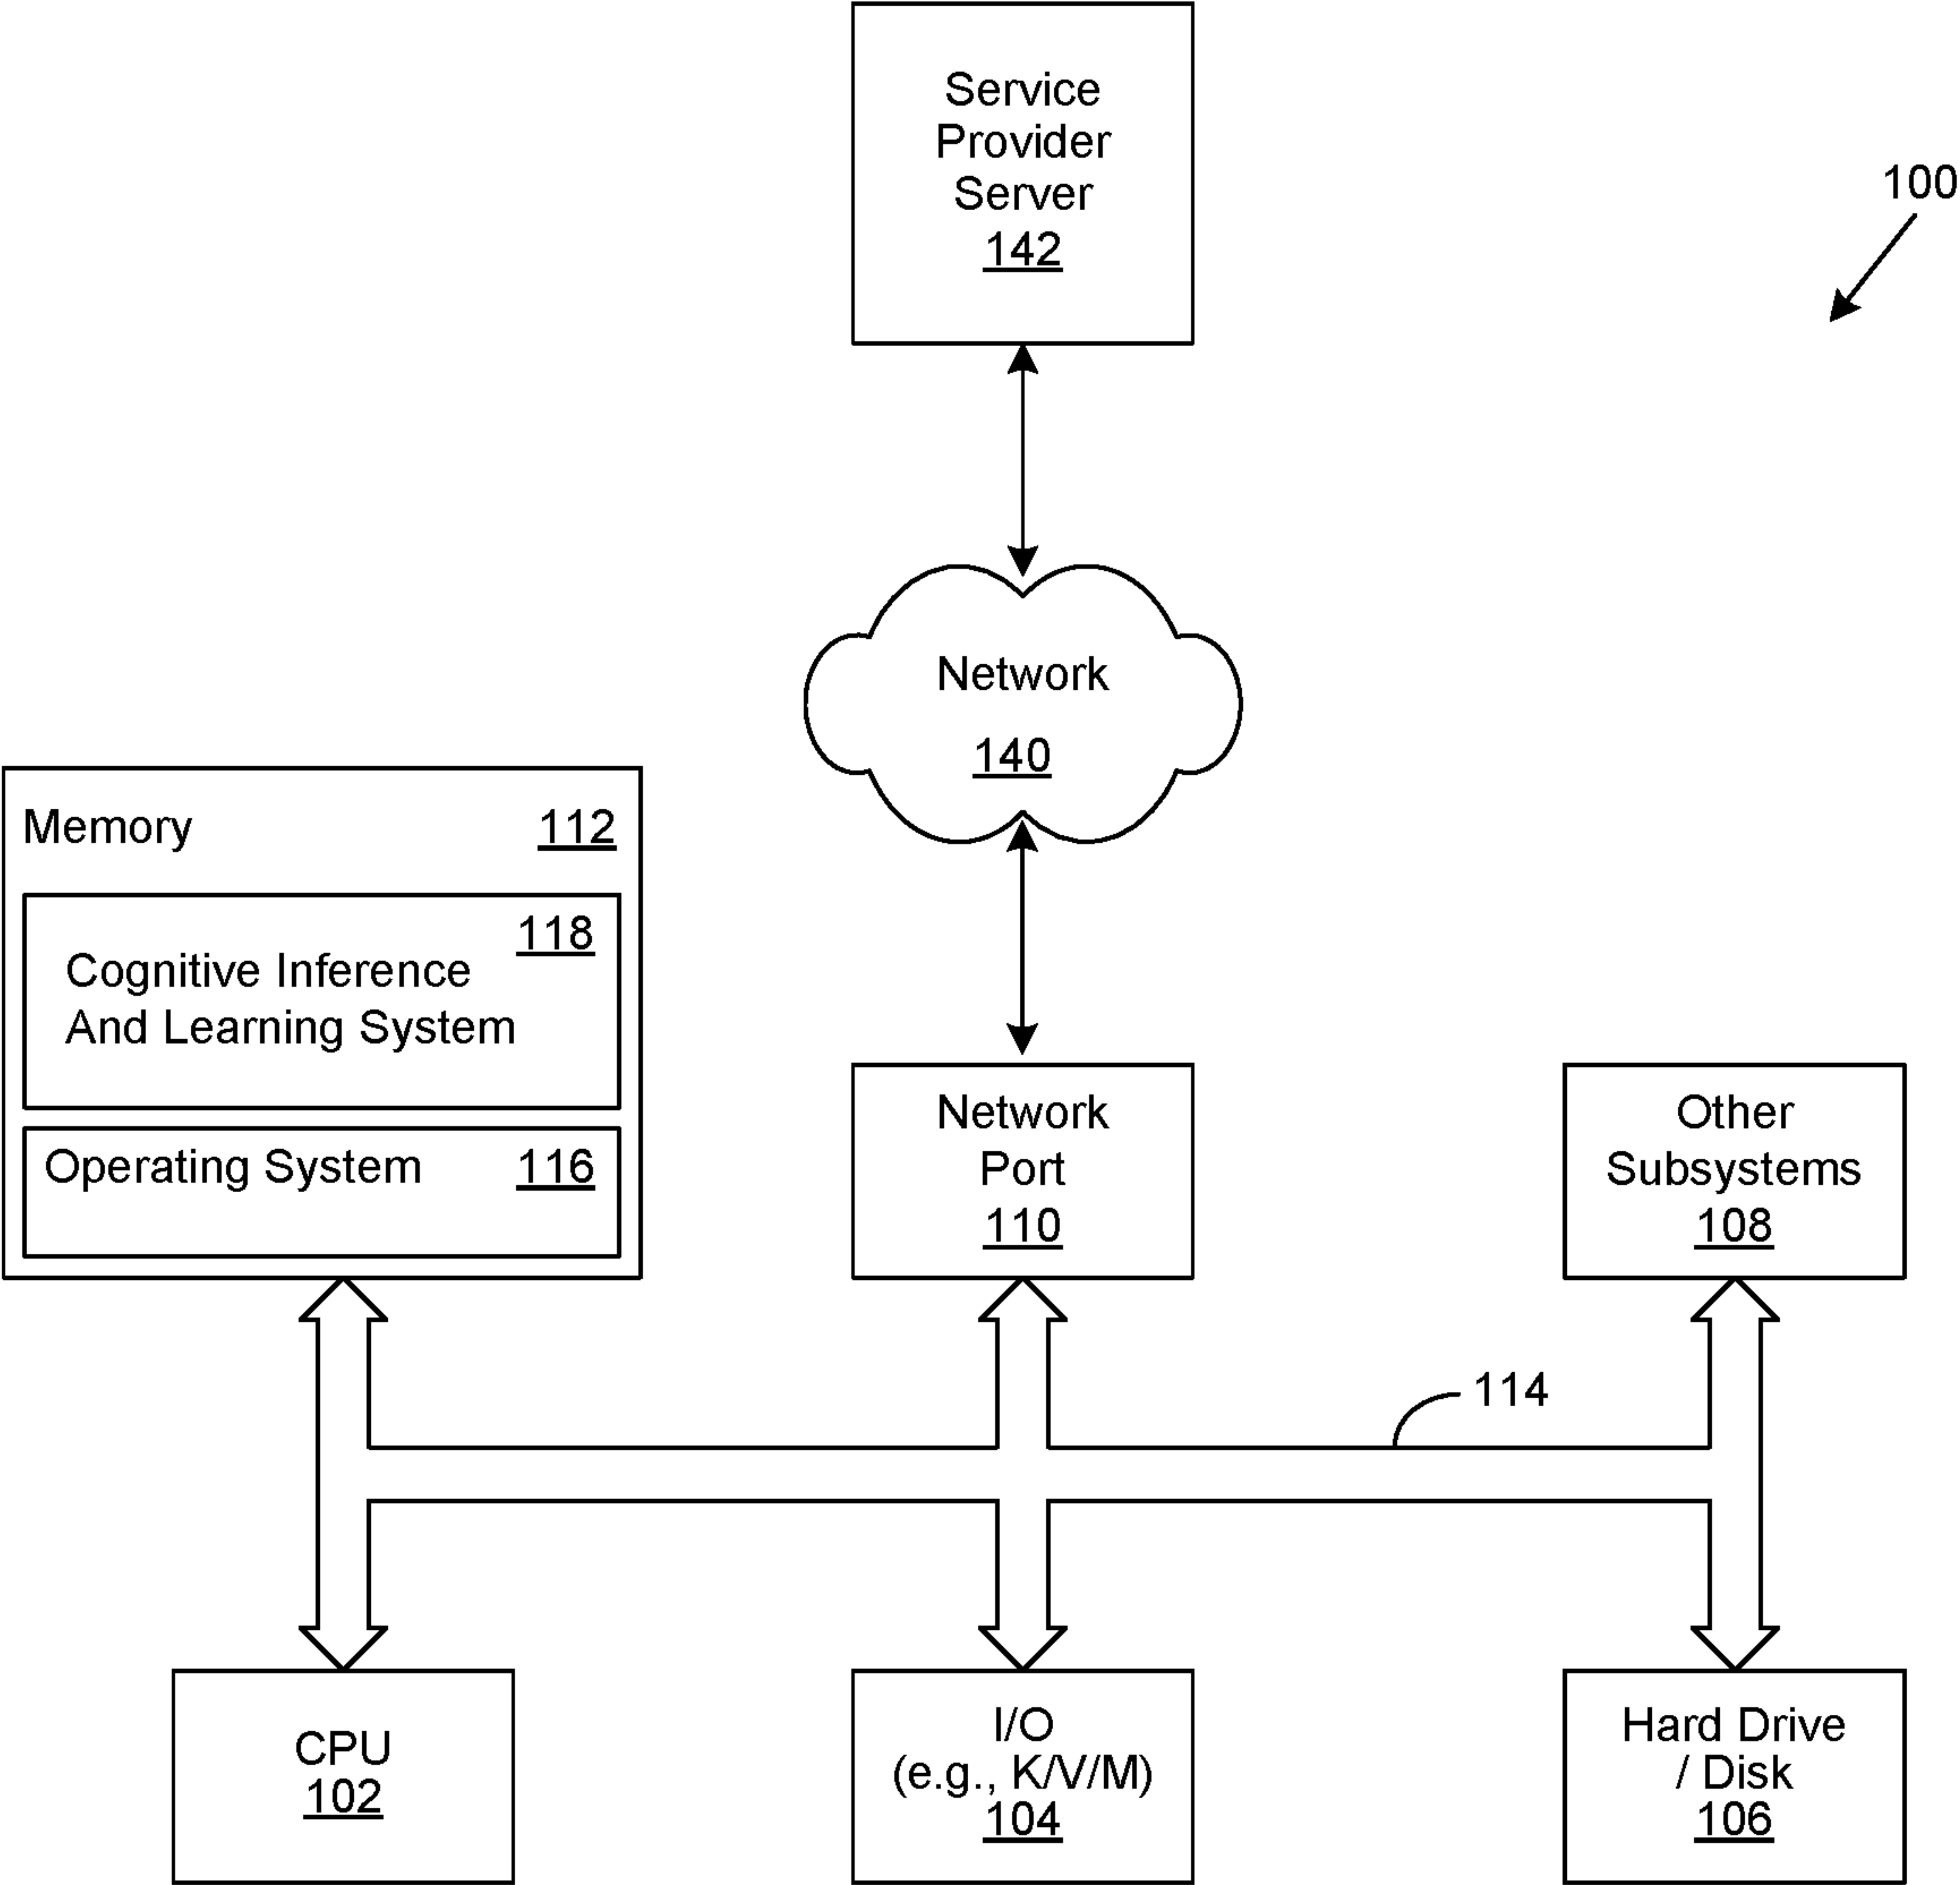 Service
Provider
Server
142
100
Network
140
Memory 112
118
Cognitive Inference
And Learning System
Operating System 116
Network
Port
110
Other
Subsystems
108
114
CPU
102
I/O
(e.g., K/V/M)
104
Hard Drive
/ Disk
106